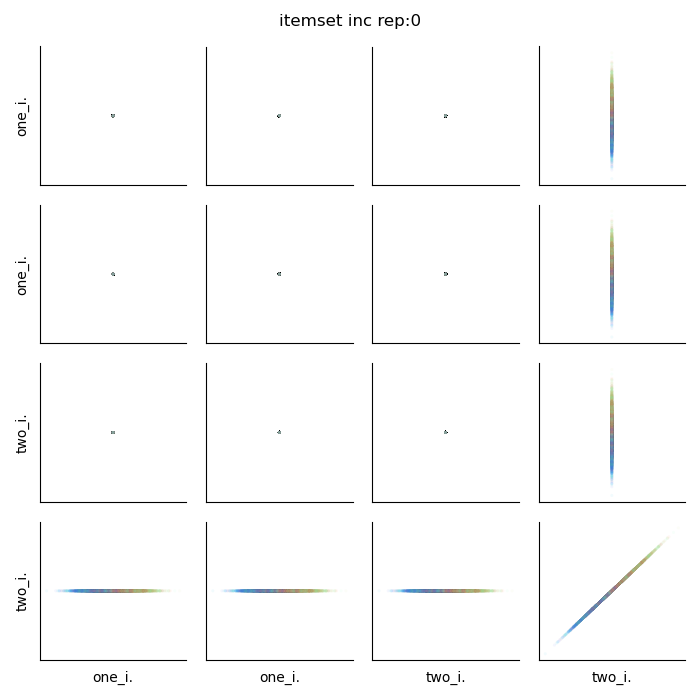 itemset inc rep:0
one_i.
one_i.
two_i.
two_i.
one_i. one_i. two_i. two_i.